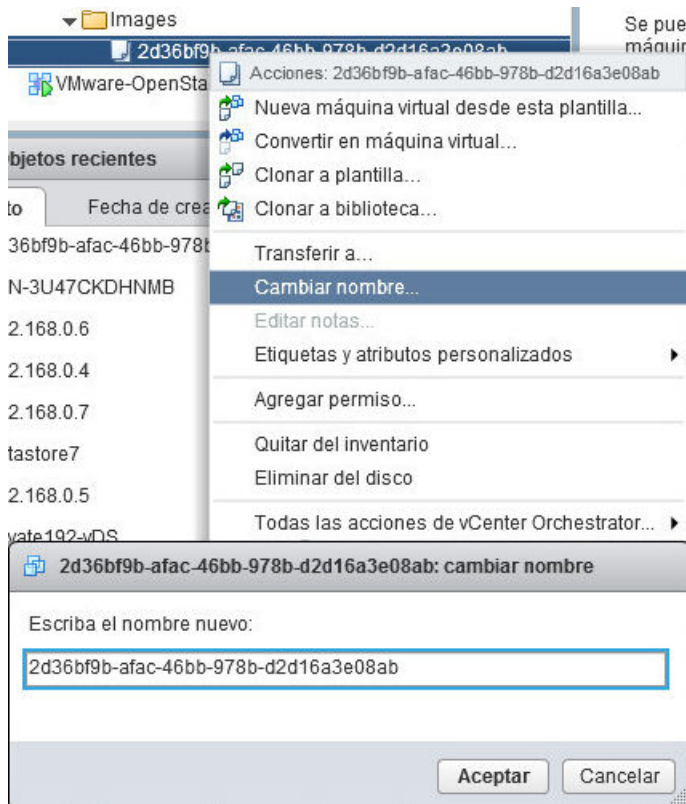 Images
Se pue
2d36bf9b-afac-46bb-978b-d2d16a3e08ab
máquir
VMware-OpenSta
Acciones: 2d36bf9b-afac-46bb-978b-d2d16a3e08ab
Nueva máquina virtual desde esta plantilla...
Convertir en máquina virtual...
Clonar a plantilla...
Clonar a biblioteca...
Transferir a...
Cambiar nombre...
Editar notas...
Etiquetas y atributos personalizados
Agregar permiso...
Quitar del inventario
Eliminar del disco
Todas las acciones de vCenter Orchestrator...
bjetos recientes
to
Fecha de crea
36bf9b-afac-46bb-978b
N-3U47CKDHNMB
2.168.0.6
2.168.0.4
2.168.0.7
tastore7
2.168.0.5
vate192-vDS
2d36bf9b-afac-46bb-978b-d2d16a3e08ab: cambiar nombre
Escriba el nombre nuevo:
2d36bf9b-afac-46bb-978b-d2d16a3e08ab
Aceptar
Cancelar